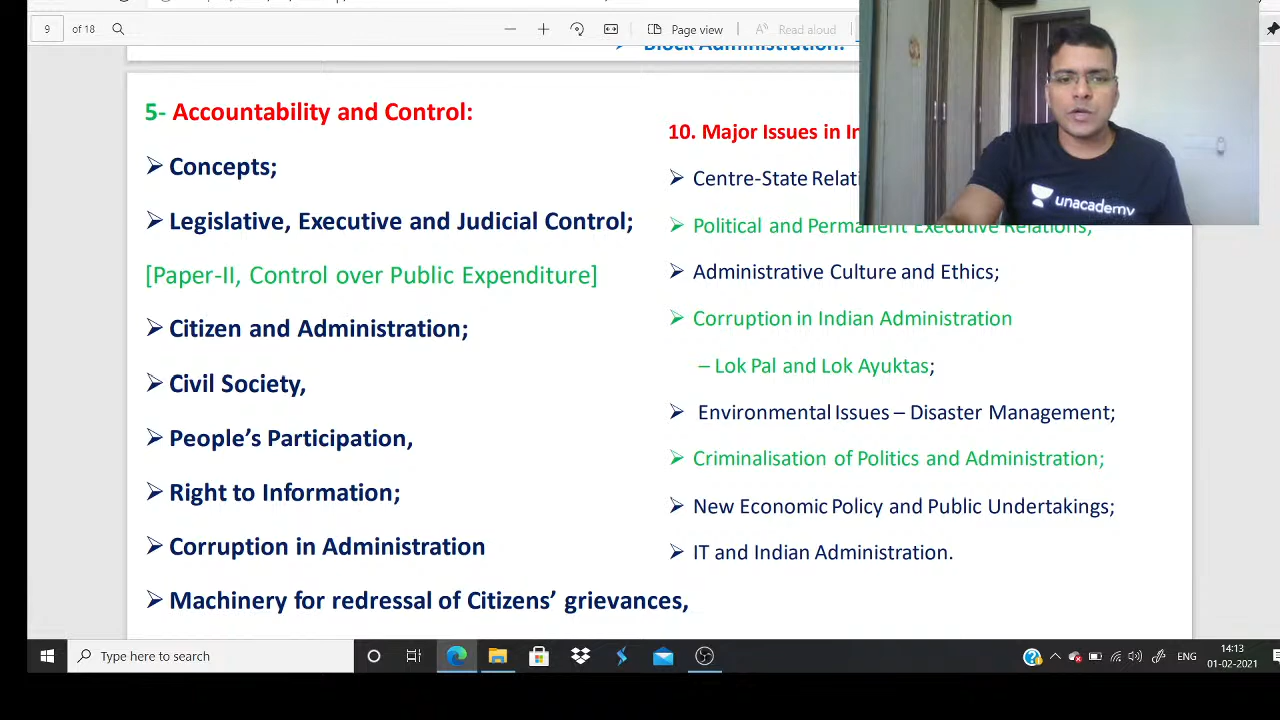 9 of 18
Page view
Read aloud
Block Administration.
5- Accountability and Control:
Concepts;
Legislative, Executive and Judicial Control;
[Paper-II, Control over Public Expenditure]
Citizen and Administration;
Civil Society,
People's Participation,
Right to Information;
Corruption in Administration
Machinery for redressal of Citizens' grievances,
10. Major Issues in
Centre-State
Political and Permanent Executive Relations;
Administrative Culture and Ethics;
Corruption in Indian Administration
– Lok Pal and Lok Ayuktas;
Environmental Issues – Disaster Management;
Criminalisation of Politics and Administration;
New Economic Policy and Public Undertakings;
IT and Indian Administration.
unacademy
Type here to search
ENG
14:13
01-02-2021